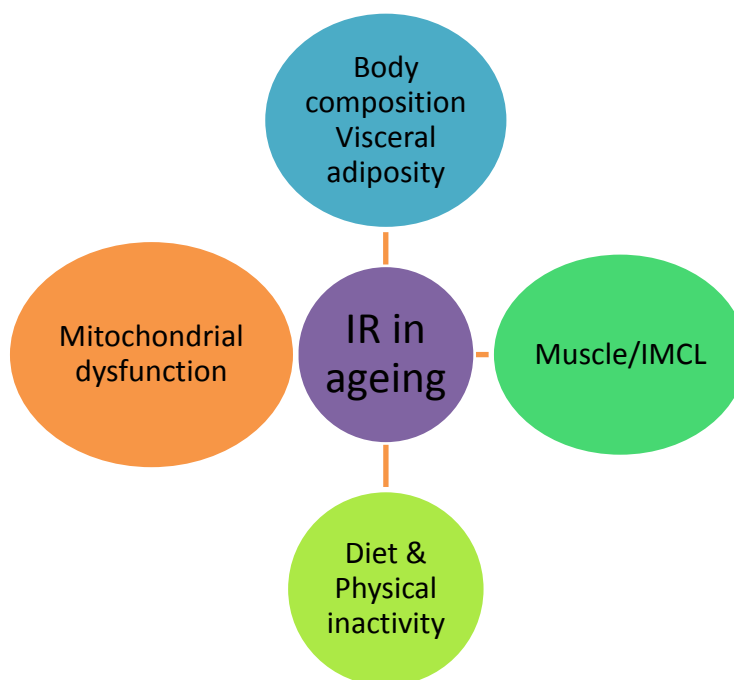 Body
composition
Visceral
adiposity
Mitochondrial
dysfunction
IR in
ageing
Muscle/IMCL
Diet &
Physical
inactivity